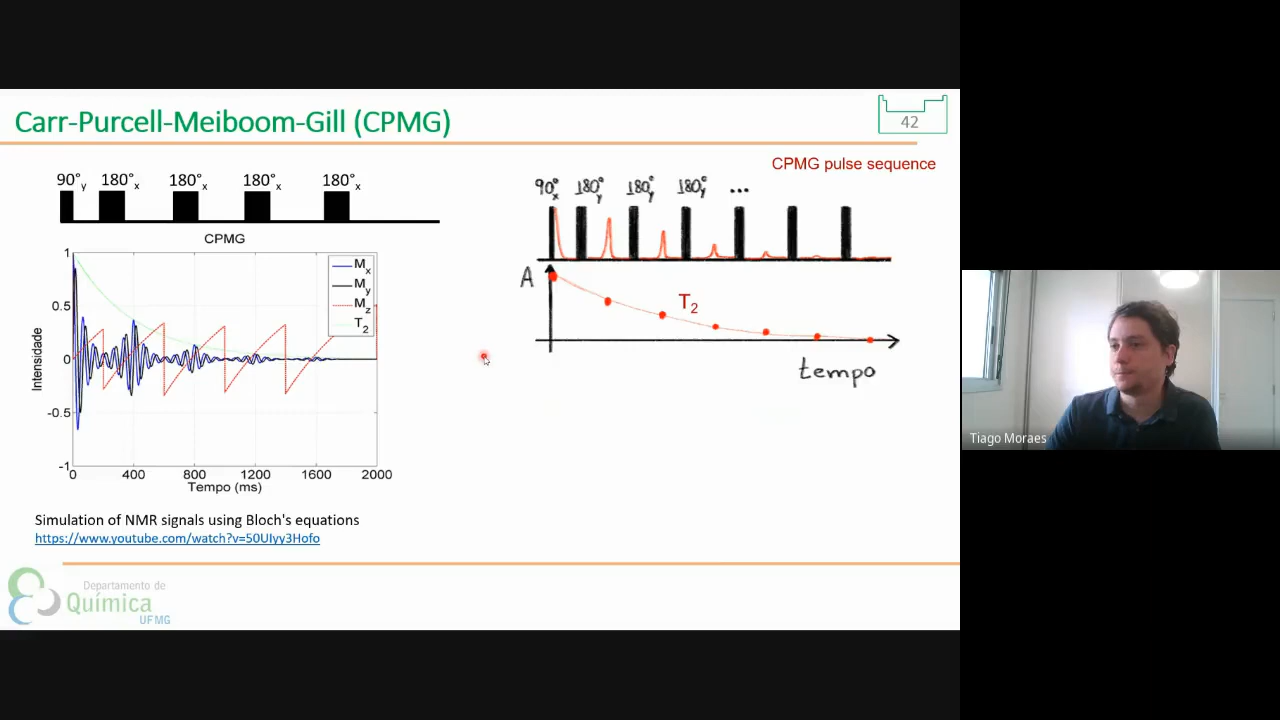 Carr-Purcell-Meiboom-Gill (CPMG)
42
CPMG pulse sequence
90°y 180°x 180°x 180°x 180°x
CPMG
1
0.5
0
-0.5
-1
Intensidade
Mx
My
Mz
T2
0 400 800 1200 1600 2000
Tempo (ms)
90°x 180°y 180°y 180°y ...
A
T2
tempo
Simulation of NMR signals using Bloch's equations
https://www.youtube.com/watch?v=50UIyy3Hofo
Departamento de
Química
UFMG
Tiago Moraes